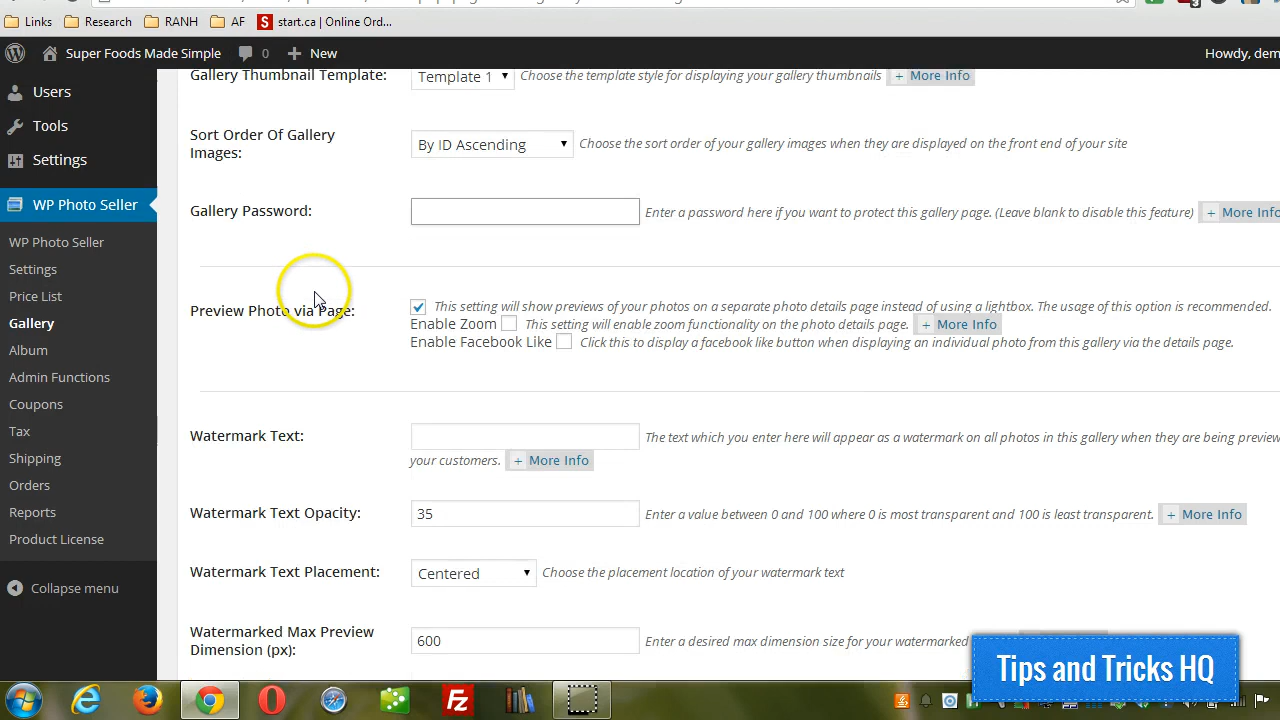 Links
Research
RANH
AF
S start.ca | Online Ord...
Super Foods Made Simple
0
New
Howdy, dem
Users
Tools
Settings
WP Photo Seller
WP Photo Seller
Settings
Price List
Gallery
Album
Admin Functions
Coupons
Tax
Shipping
Orders
Reports
Product License
Collapse menu
Gallery Thumbnail Template: Template 1 Choose the template style for displaying your gallery thumbnails + More Info
Sort Order Of Gallery
Images:
By ID Ascending Choose the sort order of your gallery images when they are displayed on the front end of your site
Gallery Password: Enter a password here if you want to protect this gallery page. (Leave blank to disable this feature) + More Info
Preview Photo via Page: This setting will show previews of your photos on a separate photo details page instead of using a lightbox. The usage of this option is recommended.
Enable Zoom This setting will enable zoom functionality on the photo details page. + More Info
Enable Facebook Like Click this to display a facebook like button when displaying an individual photo from this gallery via the details page.
Watermark Text: The text which you enter here will appear as a watermark on all photos in this gallery when they are being preview
your customers. + More Info
Watermark Text Opacity: 35 Enter a value between 0 and 100 where 0 is most transparent and 100 is least transparent. + More Info
Watermark Text Placement: Centered Choose the placement location of your watermark text
Watermarked Max Preview
Dimension (px):
600 Enter a desired max dimension size for your watermarked
Tips and Tricks HQ